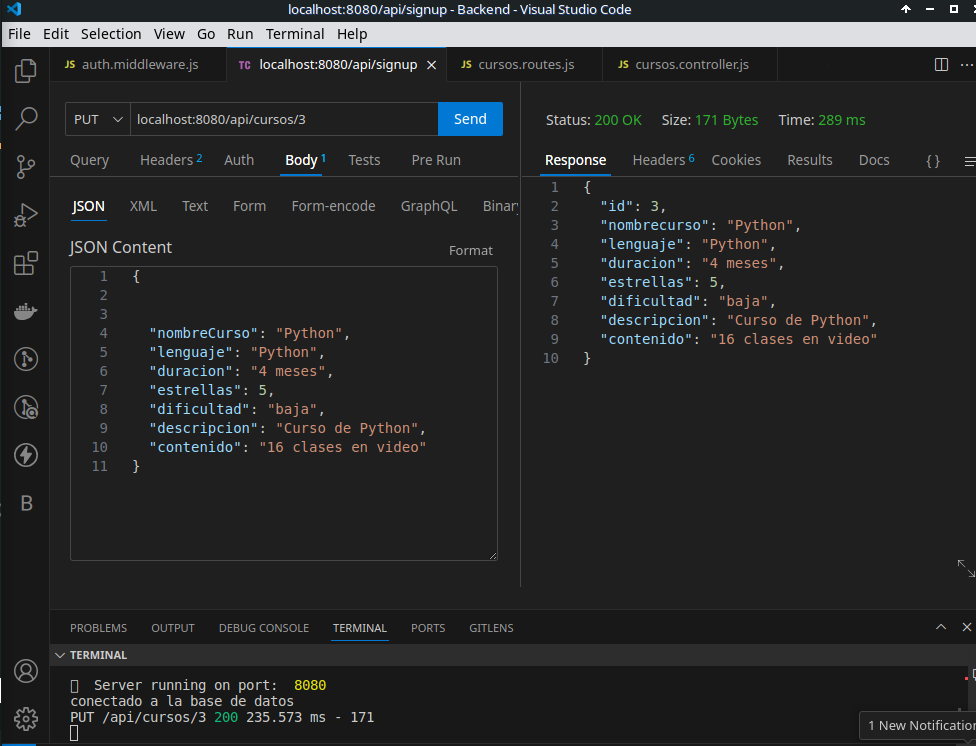 localhost:8080/api/signup - Backend - Visual Studio Code
File Edit Selection View Go Run Terminal Help
JS auth.middleware.js TC localhost:8080/api/signup JS cursos.routes.js JS cursos.controller.js
PUT localhost:8080/api/cursos/3 Send
Status: 200 OK Size: 171 Bytes Time: 289 ms
Query Headers 2 Auth Body 1 Tests Pre Run
Response Headers 6 Cookies Results Docs { }
JSON XML Text Form Form-encode GraphQL Binary
JSON Content
Format
1 {
2
3
4 "nombreCurso": "Python",
5 "lenguaje": "Python",
6 "duracion": "4 meses",
7 "estrellas": 5,
8 "dificultad": "baja",
9 "descripcion": "Curso de Python",
10 "contenido": "16 clases en video"
11 }
1 {
2 "id": 3,
3 "nombrecurso": "Python",
4 "lenguaje": "Python",
5 "duracion": "4 meses",
6 "estrellas": 5,
7 "dificultad": "baja",
8 "descripcion": "Curso de Python",
9 "contenido": "16 clases en video"
10 }
B
PROBLEMS OUTPUT DEBUG CONSOLE TERMINAL PORTS GITLENS
TERMINAL
Server running on port: 8080
conectado a la base de datos
PUT /api/cursos/3 200 235.573 ms - 171
1 New Notification